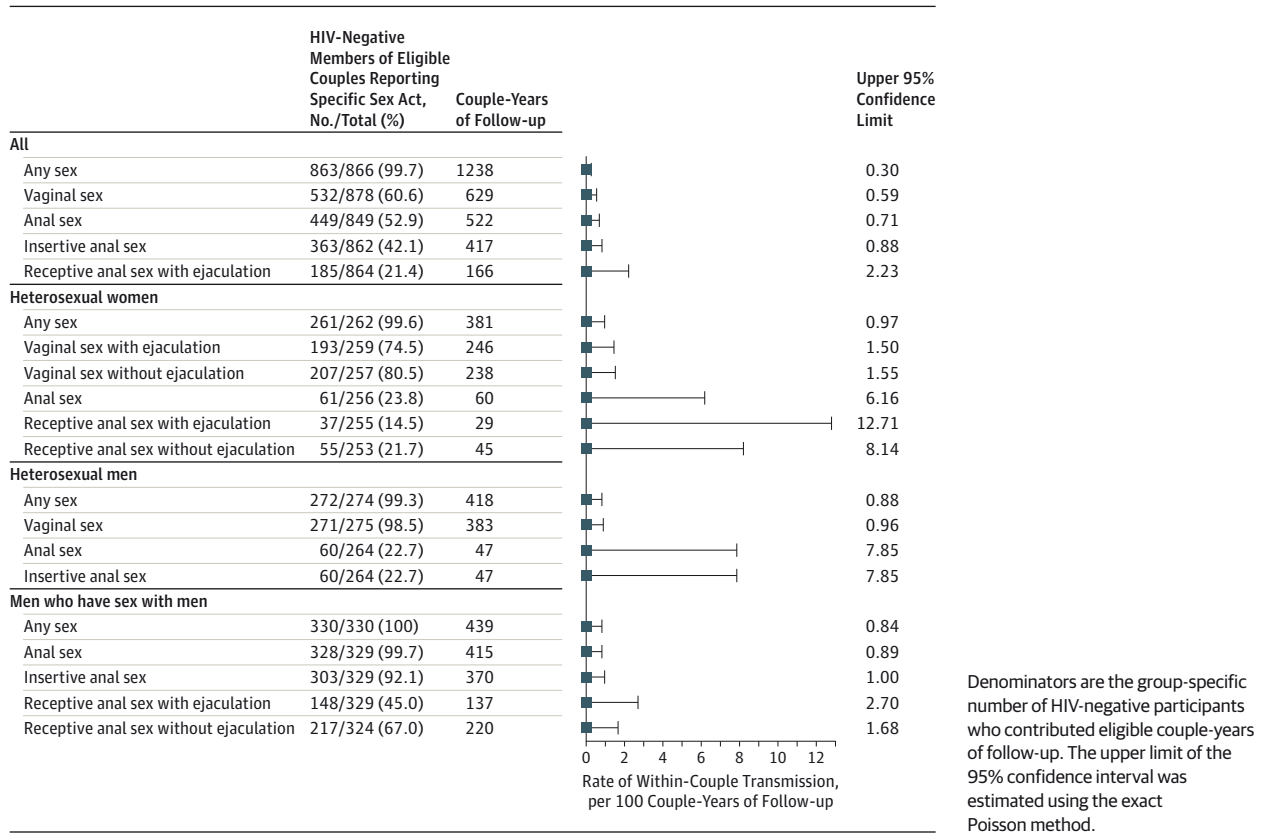 HIV-Negative
Members of Eligible
Couples Reporting
Specific Sex Act,
No./Total (%)
Couple-Years
of Follow-up
Upper 95%
Confidence
Limit
All
Any sex 863/866 (99.7) 1238 0.30
Vaginal sex 532/878 (60.6) 629 0.59
Anal sex 449/849 (52.9) 522 0.71
Insertive anal sex 363/862 (42.1) 417 0.88
Receptive anal sex with ejaculation 185/864 (21.4) 166 2.23
Heterosexual women
Any sex 261/262 (99.6) 381 0.97
Vaginal sex with ejaculation 193/259 (74.5) 246 1.50
Vaginal sex without ejaculation 207/257 (80.5) 238 1.55
Anal sex 61/256 (23.8) 60 6.16
Receptive anal sex with ejaculation 37/255 (14.5) 29 12.71
Receptive anal sex without ejaculation 55/253 (21.7) 45 8.14
Heterosexual men
Any sex 272/274 (99.3) 418 0.88
Vaginal sex 271/275 (98.5) 383 0.96
Anal sex 60/264 (22.7) 47 7.85
Insertive anal sex 60/264 (22.7) 47 7.85
Men who have sex with men
Any sex 330/330 (100) 439 0.84
Anal sex 328/329 (99.7) 415 0.89
Insertive anal sex 303/329 (92.1) 370 1.00
Receptive anal sex with ejaculation 148/329 (45.0) 137 2.70
Receptive anal sex without ejaculation 217/324 (67.0) 220 1.68
0 2 4 6 8 10 12
Rate of Within-Couple Transmission,
per 100 Couple-Years of Follow-up
Denominators are the group-specific
number of HIV-negative participants
who contributed eligible couple-years
of follow-up. The upper limit of the
95% confidence interval was
estimated using the exact
Poisson method.